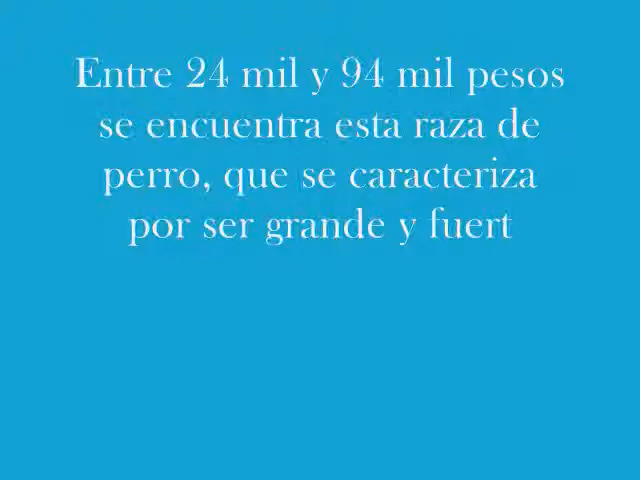 Entre 24 mil y 94 mil pesos
se encuentra esta raza de
perro, que se caracteriza
por ser grande y fuert